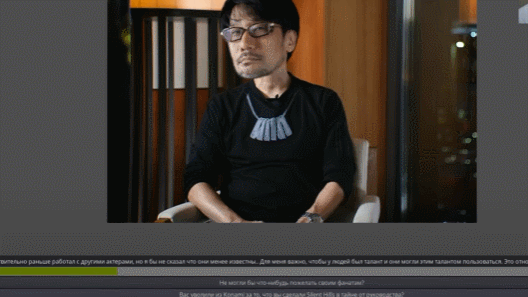 твительно раньше работал с другими актерами, но я бы не сказал что они менее известны.. Для меня важно, чтобы у людей был талант и они могли этим талантом пользоваться. Это отно
Не могли бы что-нибудь пожелать своим фанатам?
Вас уволили из Konami за то, что вы сделали Silent Hills в тайне от руководства?